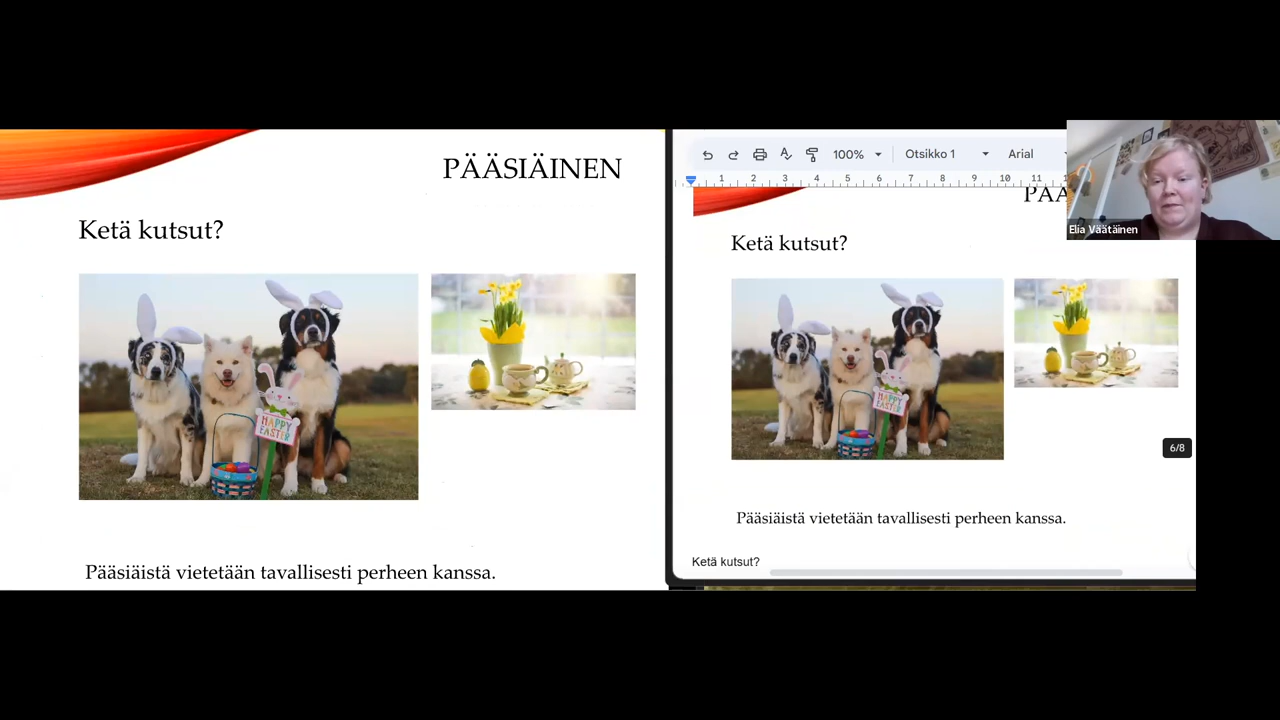 PÄÄSIÄINEN
Ketä kutsut?
HAPPY
EASTER
Pääsiäistä vietetään tavallisesti perheen kanssa.
100%
Otsikko 1
Arial
1 2 3 4 5 6 7 8 9 10 11
Elia Väätäinen
Ketä kutsut?
HAPPY
EASTER
6/8
Pääsiäistä vietetään tavallisesti perheen kanssa.
Ketä kutsut?